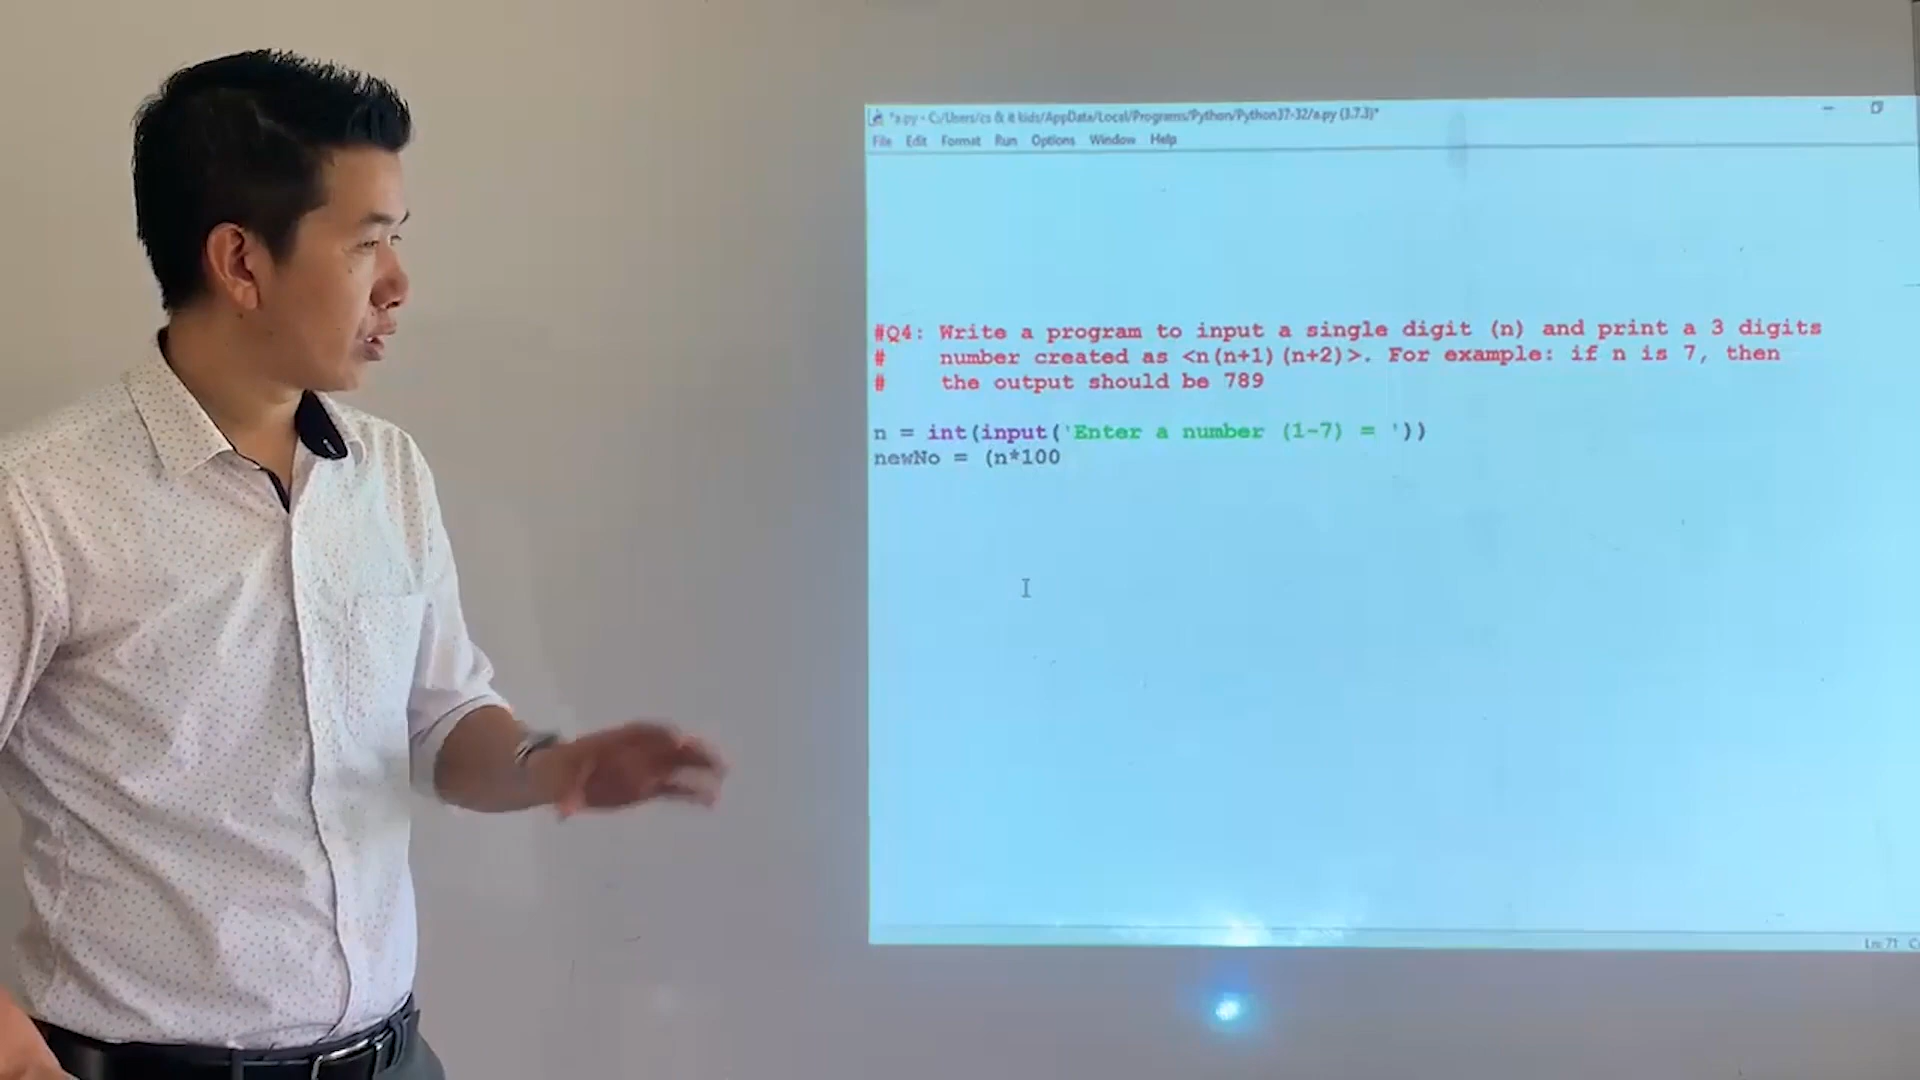 *a.py - C:/Users/cs & it kids/AppData/Local/Programs/Python/Python37-32/a.py (3.7.3)*
File Edit Format Run Options Window Help
#Q4: Write a program to input a single digit (n) and print a 3 digits
# number created as <n(n+1)(n+2)>. For example: if n is 7, then
# the output should be 789
n = int(input('Enter a number (1-7) = '))
newNo = (n*100
Ln: 71